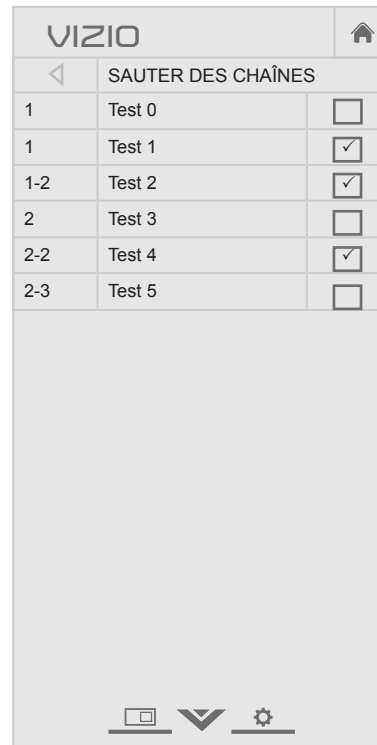 VIZIO
SAUTER DES CHAÎNES
1 Test 0
1 Test 1
1-2 Test 2
2 Test 3
2-2 Test 4
2-3 Test 5